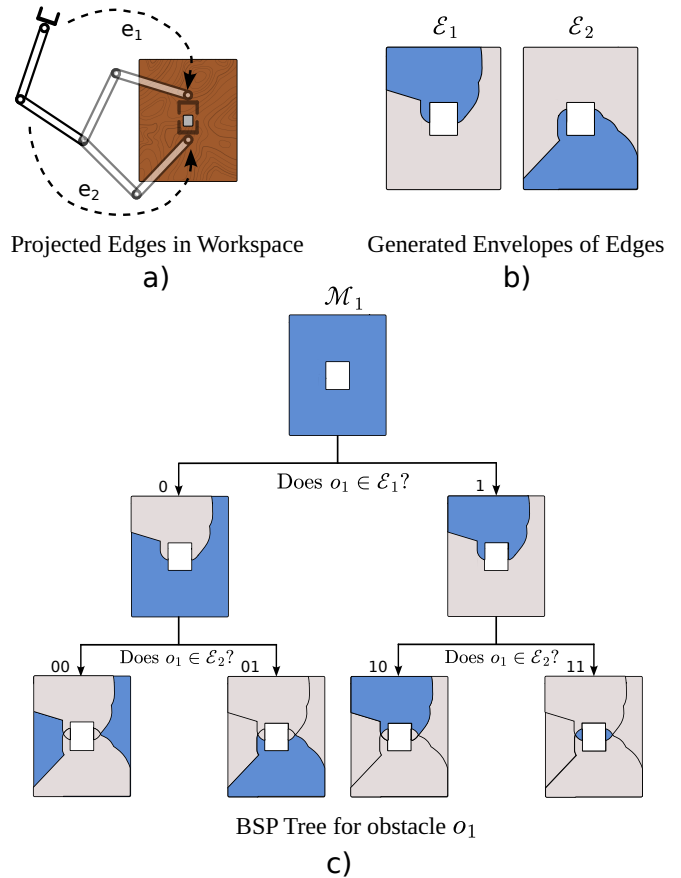 e₁
e₂
Projected Edges in Workspace
a)
ℰ₁ ℰ₂
Generated Envelopes of Edges
b)
ℳ₁
Does o₁ ∈ ℰ₁?
0 1
Does o₁ ∈ ℰ₂? Does o₁ ∈ ℰ₂?
00 01 10 11
BSP Tree for obstacle o₁
c)